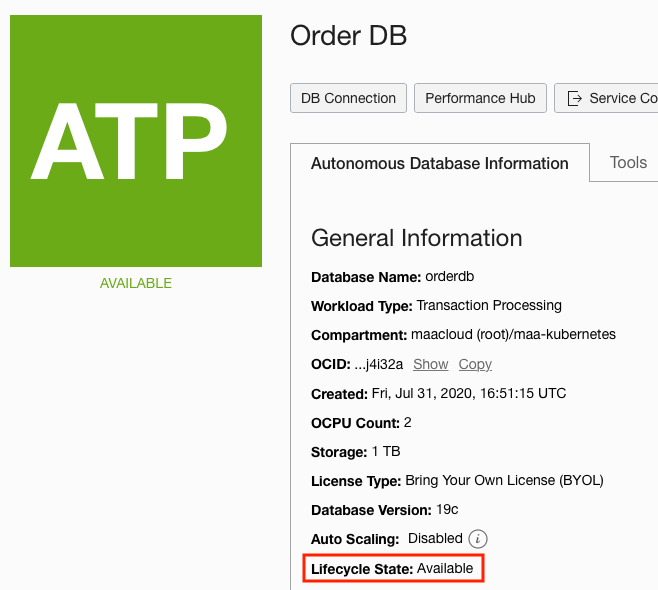 ATP
AVAILABLE
Order DB
DB Connection
Performance Hub
Service Co
Autonomous Database Information
Tools
General Information
Database Name: orderdb
Workload Type: Transaction Processing
Compartment: maacloud (root)/maa-kubernetes
OCID: ...j4i32a Show Copy
Created: Fri, Jul 31, 2020, 16:51:15 UTC
OCPU Count: 2
Storage: 1 TB
License Type: Bring Your Own License (BYOL)
Database Version: 19c
Auto Scaling: Disabled i
Lifecycle State: Available